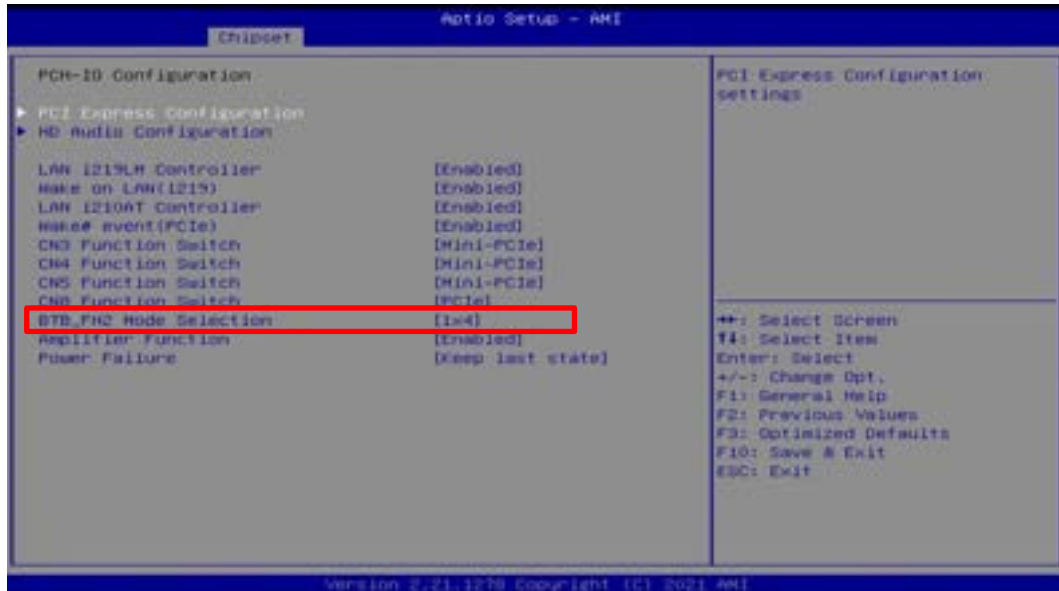 Aptio Setup - AMI
Chipset
PCH-IO Configuration
PCI Express Configuration
HD Audio Configuration
LAN i219LM Controller [Enabled]
Wake on LAN(i219) [Enabled]
LAN i210AT Controller [Enabled]
Wake# event(PCIe) [Enabled]
CN3 Function Switch [Mini-PCIe]
CN4 Function Switch [Mini-PCIe]
CN5 Function Switch [Mini-PCIe]
Function Switch [PCIe]
Mode Selection [1x4]
Amplifier Function [Enabled]
Power Failure [Keep last state]
PCI Express Configuration
settings
→←: Select Screen
↑↓: Select Item
Enter: Select
+/-: Change Opt.
F1: General Help
F2: Previous Values
F3: Optimized Defaults
F10: Save & Exit
ESC: Exit
Version 2.21.1278 Copyright (C) 2021 AMI